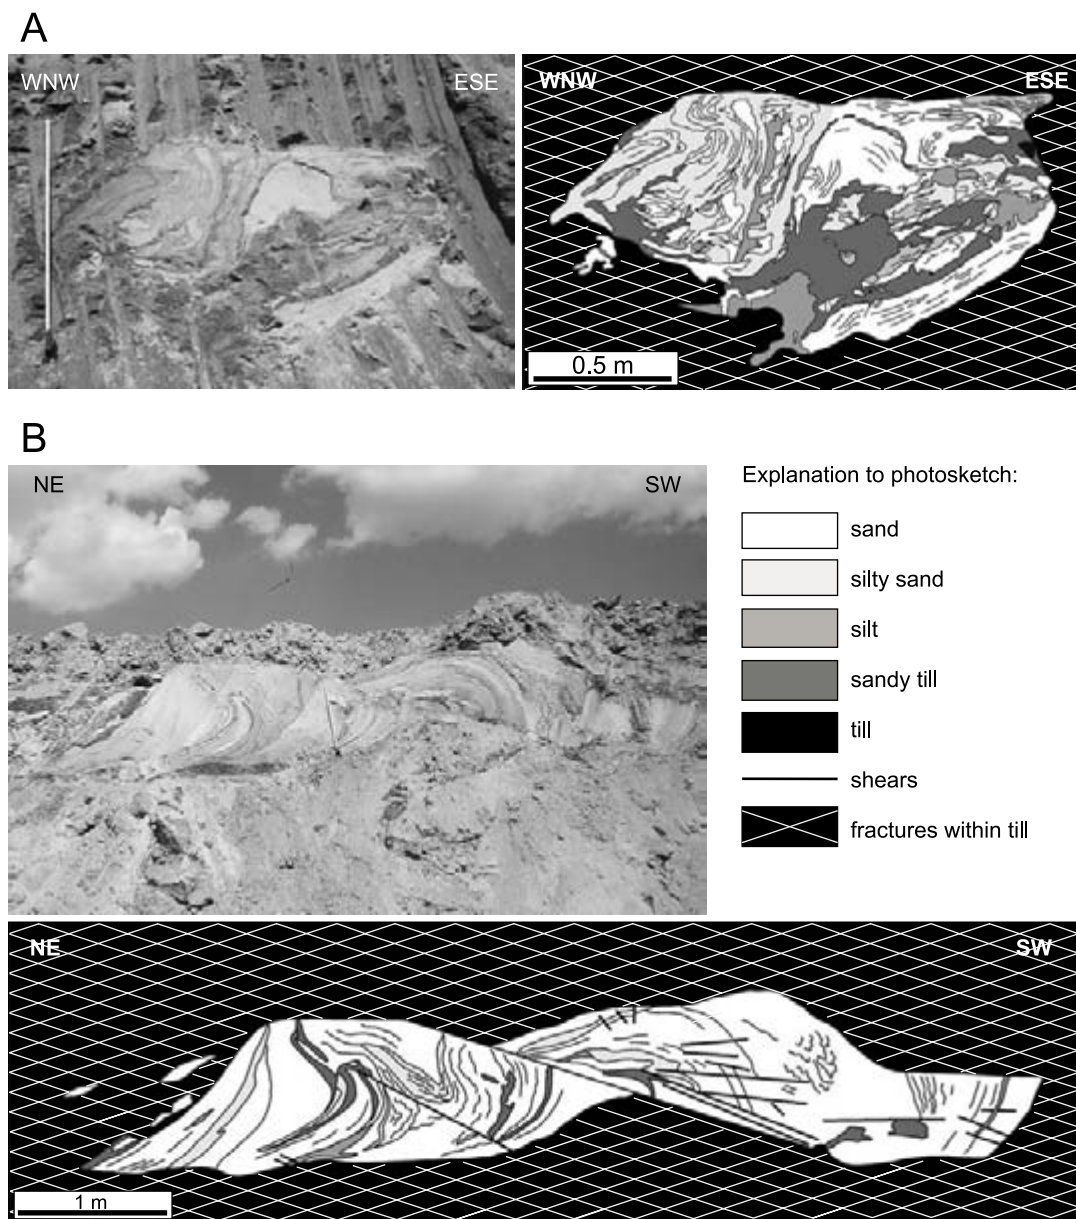 A
WNW
ESE
WNW
ESE
0.5 m
B
NE
SW
Explanation to photosketch:
sand
silty sand
silt
sandy till
till
shears
fractures within till
NE
SW
1 m